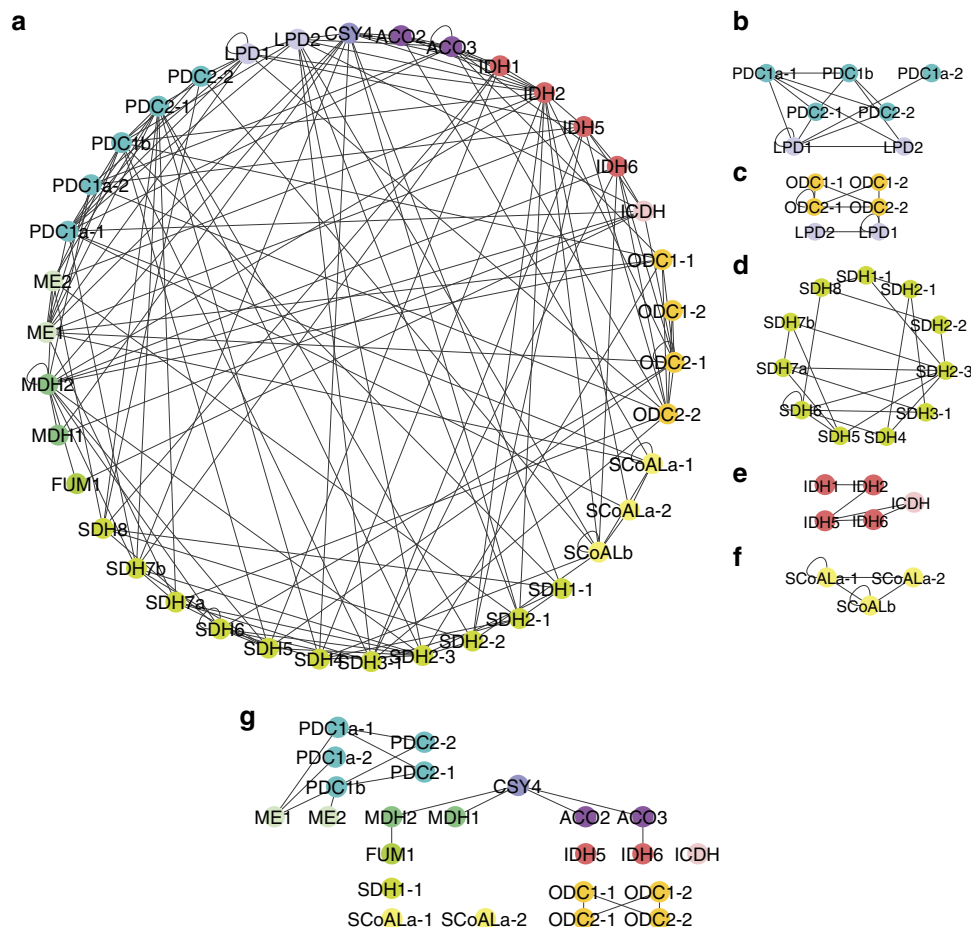 a
CSY4
ACO2
ACO3
LPD2
LPD1
IDH1
PDC2-2
IDH2
PDC2-1
IDH5
PDC1b
IDH6
PDC1a-2
ICDH
PDC1a-1
ODC1-1
ME2
ODC1-2
ME1
ODC2-1
MDH2
ODC2-2
MDH1
SCoALa-1
FUM1
SCoALa-2
SDH8
SCoALb
SDH7b
SDH1-1
SDH7a
SDH2-1
SDH6
SDH2-2
SDH5
SDH4
SDH3-1
SDH2-3
b
PDC1a-1 PDC1b PDC1a-2
PDC2-1 PDC2-2
LPD1 LPD2
c
ODC1-1 ODC1-2
ODC2-1 ODC2-2
LPD2 LPD1
d
SDH1-1
SDH8 SDH2-1
SDH7b SDH2-2
SDH7a SDH2-3
SDH6 SDH3-1
SDH5 SDH4
e
IDH1 IDH2
ICDH
IDH5 IDH6
f
SCoALa-1 SCoALa-2
SCoALb
g
PDC1a-1
PDC2-2
PDC1a-2
PDC2-1
PDC1b CSY4
ME1 ME2 MDH2 MDH1 ACO2 ACO3
FUM1 IDH5 IDH6 ICDH
SDH1-1 ODC1-1 ODC1-2
SCoALa-1 SCoALa-2 ODC2-1 ODC2-2